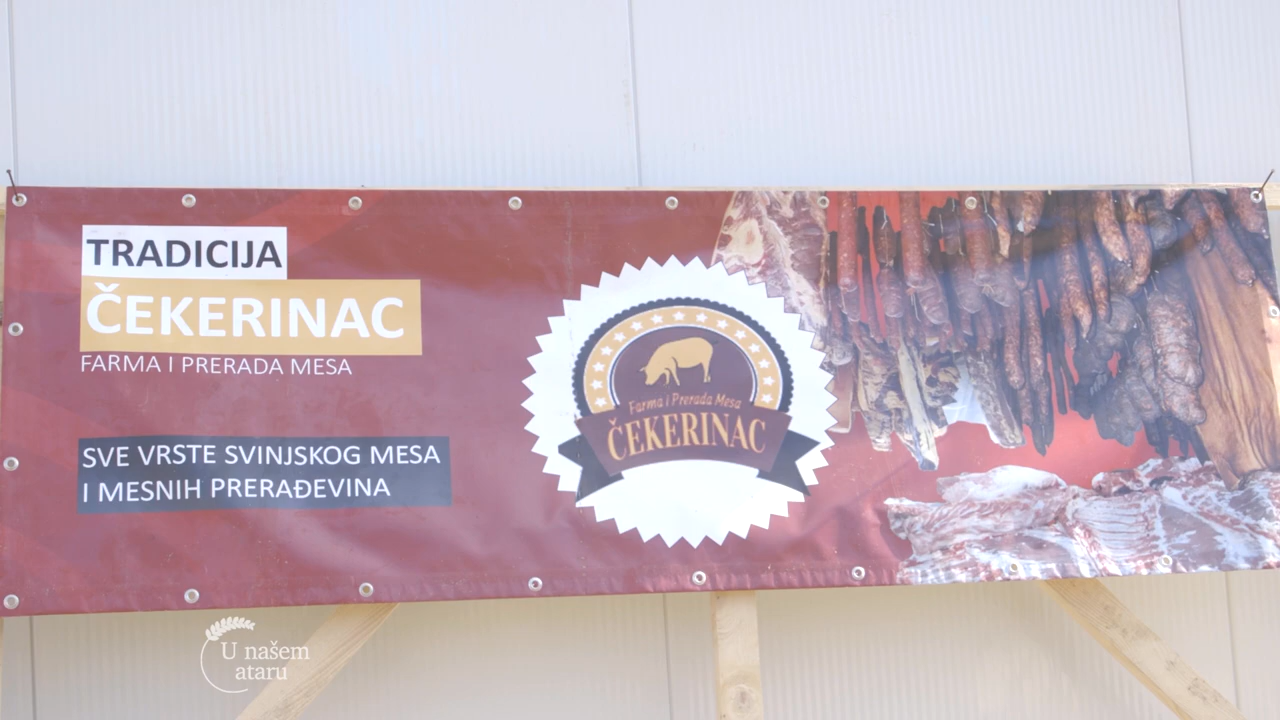 TRADICIJA
ČEKERINAC
FARMA I PRERADA MESA
SVE VRSTE SVINJSKOG MESA
I MESNIH PRERAĐEVINA
Farma i Prerada Mesa
ČEKERINAC
U našem
ataru